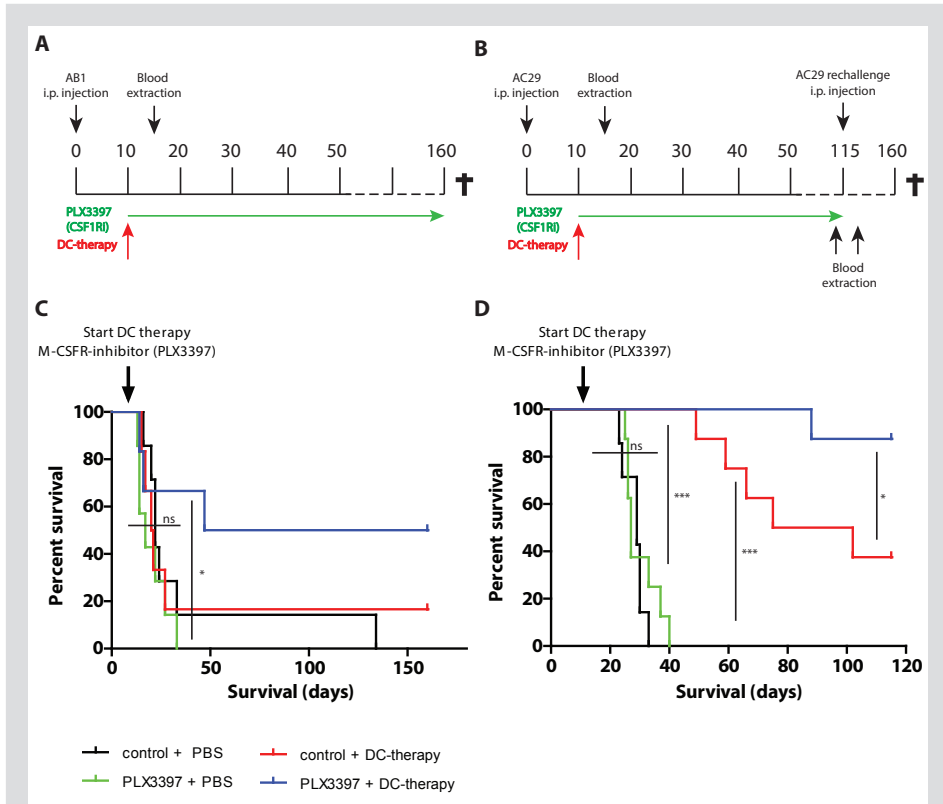 A
AB1
i.p. injection
Blood
extraction
0 10 20 30 40 50 160
✝
PLX3397
(CSF1RI)
DC-therapy
B
AC29
i.p. injection
Blood
extraction
AC29 rechallenge
i.p. injection
0 10 20 30 40 50 115 160
✝
PLX3397
(CSF1RI)
DC-therapy
Blood
extraction
C
Start DC therapy
M-CSFR-inhibitor (PLX3397)
Percent survival
100
80
60
40
20
0
ns
*
0 50 100 150
Survival (days)
D
Start DC therapy
M-CSFR-inhibitor (PLX3397)
Percent survival
100
80
60
40
20
0
ns
***
***
*
0 20 40 60 80 100 120
Survival (days)
control + PBS
control + DC-therapy
PLX3397 + PBS
PLX3397 + DC-therapy